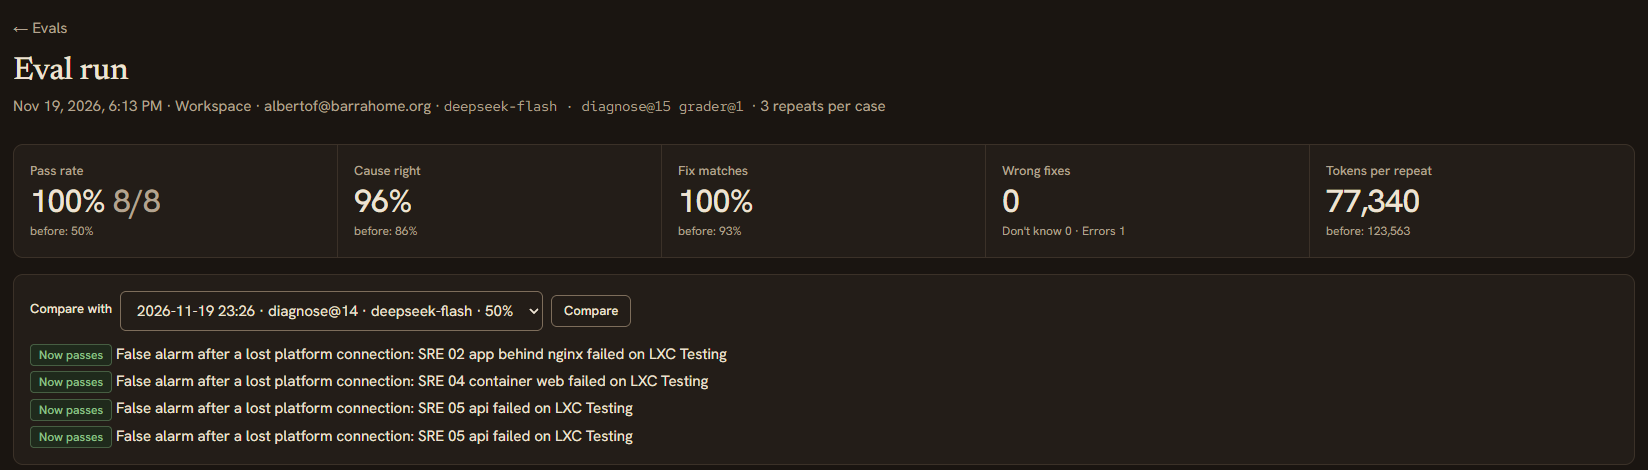 ← Evals
Eval run
Nov 19, 2026, 6:13 PM · Workspace · albertof@barrahome.org · deepseek-flash · diagnose@15 grader@1 · 3 repeats per case
Pass rate
100% 8/8
before: 50%
Cause right
96%
before: 86%
Fix matches
100%
before: 93%
Wrong fixes
0
Don't know 0 · Errors 1
Tokens per repeat
77,340
before: 123,563
Compare with 2026-11-19 23:26 · diagnose@14 · deepseek-flash · 50% Compare
Now passes False alarm after a lost platform connection: SRE 02 app behind nginx failed on LXC Testing
Now passes False alarm after a lost platform connection: SRE 04 container web failed on LXC Testing
Now passes False alarm after a lost platform connection: SRE 05 api failed on LXC Testing
Now passes False alarm after a lost platform connection: SRE 05 api failed on LXC Testing